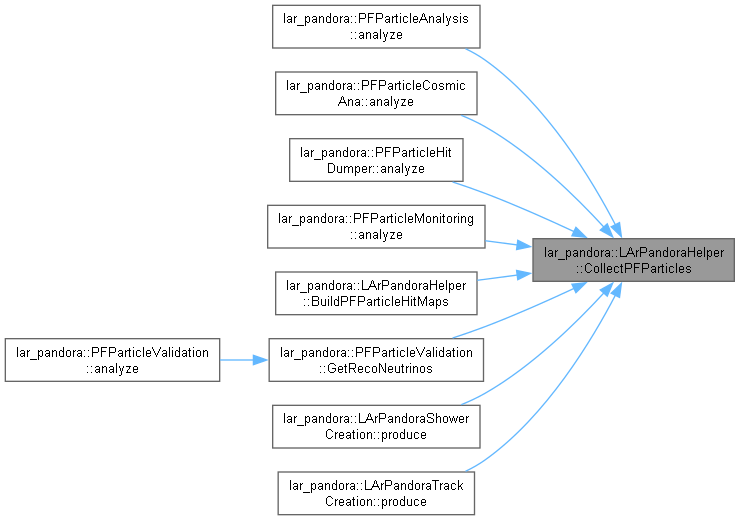 lar_pandora::PFParticleAnalysis
::analyze
lar_pandora::PFParticleCosmic
Ana::analyze
lar_pandora::PFParticleHit
Dumper::analyze
lar_pandora::PFParticleMonitoring
::analyze
lar_pandora::LArPandoraHelper
::CollectPFParticles
lar_pandora::LArPandoraHelper
::BuildPFParticleHitMaps
lar_pandora::PFParticleValidation
::analyze
lar_pandora::PFParticleValidation
::GetRecoNeutrinos
lar_pandora::LArPandoraShower
Creation::produce
lar_pandora::LArPandoraTrack
Creation::produce